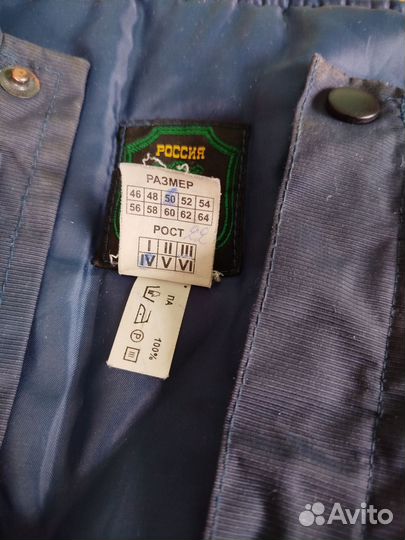 РОССИЯ
РАЗМЕР
46 48 50 52 54
56 58 60 62 64
РОСТ
I II III
IV V VI
ПА
100%
P
Avito